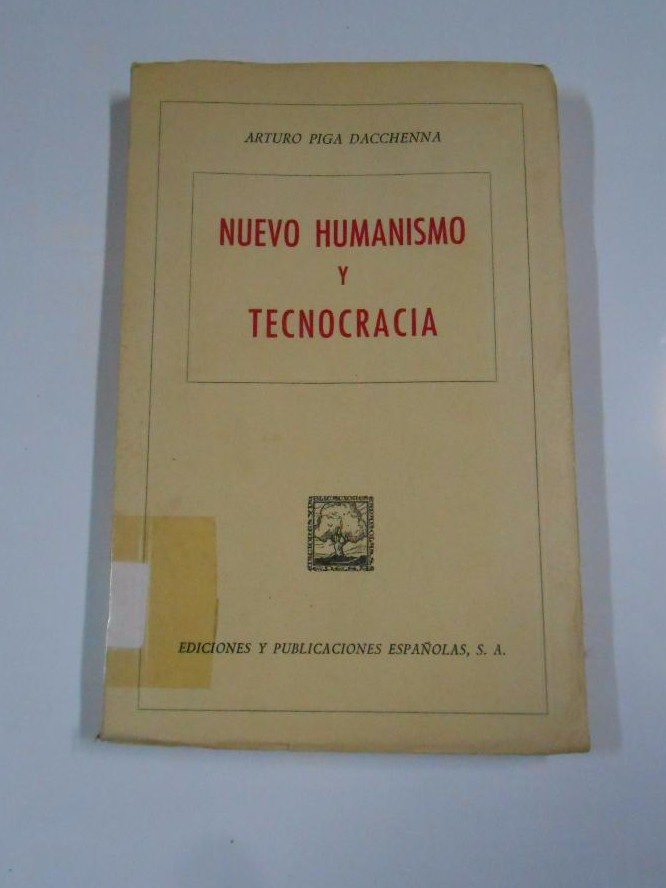 ARTURO PIGA DACCHENNA
NUEVO HUMANISMO
Y
TECNOCRACIA
EDICIONES Y PUBLICACIONES ESPAÑOLAS, S. A.